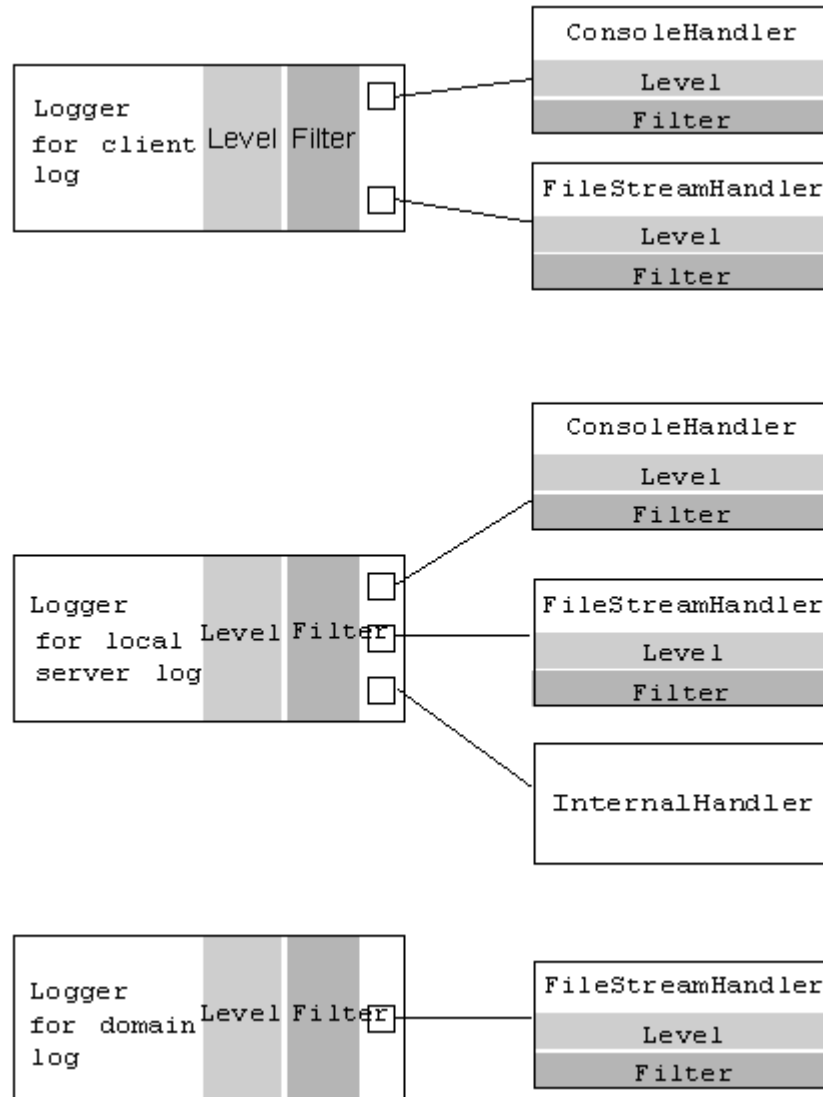 ConsoleHandler
Level
Filter
Logger
for client
log
Level
Filter
FileStreamHandler
Level
Filter
ConsoleHandler
Level
Filter
Logger
for local
server log
Level
Filter
FileStreamHandler
Level
Filter
InternalHandler
Logger
for domain
log
Level
Filter
FileStreamHandler
Level
Filter